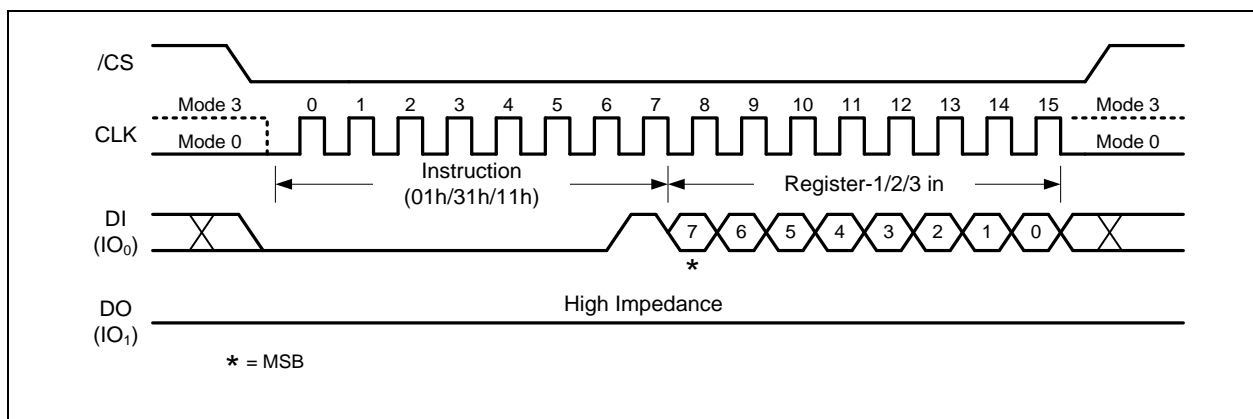 /CS
Mode 3
0 1 2 3 4 5 6 7 8 9 10 11 12 13 14 15
Mode 3
CLK
Mode 0
Mode 0
Instruction
(01h/31h/11h)
Register-1/2/3 in
DI
(IO₀)
7 6 5 4 3 2 1 0
*
High Impedance
DO
(IO₁)
* = MSB